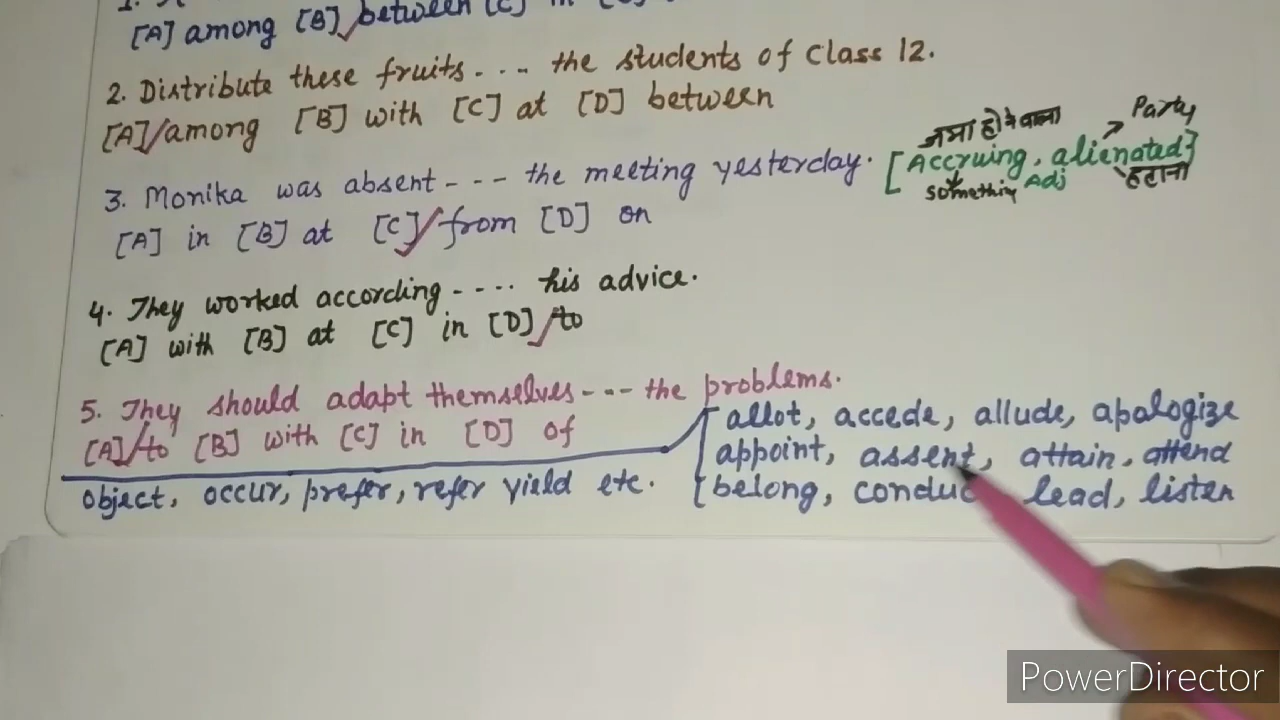 [A] among [B] between [C] in
2. Distribute these fruits.... the students of Class 12.
[A] among [B] with [C] at [D] between
3. Monika was absent---- the meeting yesterday. [Accruing, alienated}
जमा होने वाला
Party
something Adj
हटाना
[A] in [B] at [C] from [D] on
4. They worked according---- his advice.
[A] with [B] at [C] in [D] to
5. They should adapt themselves--- the problems.
[A] to [B] with [C] in [D] of
allot, accede, allude, apalogize
appoint, assent, attain, attend
belong, lead, listen
object, occur, prefer, refer yield etc.
PowerDirector